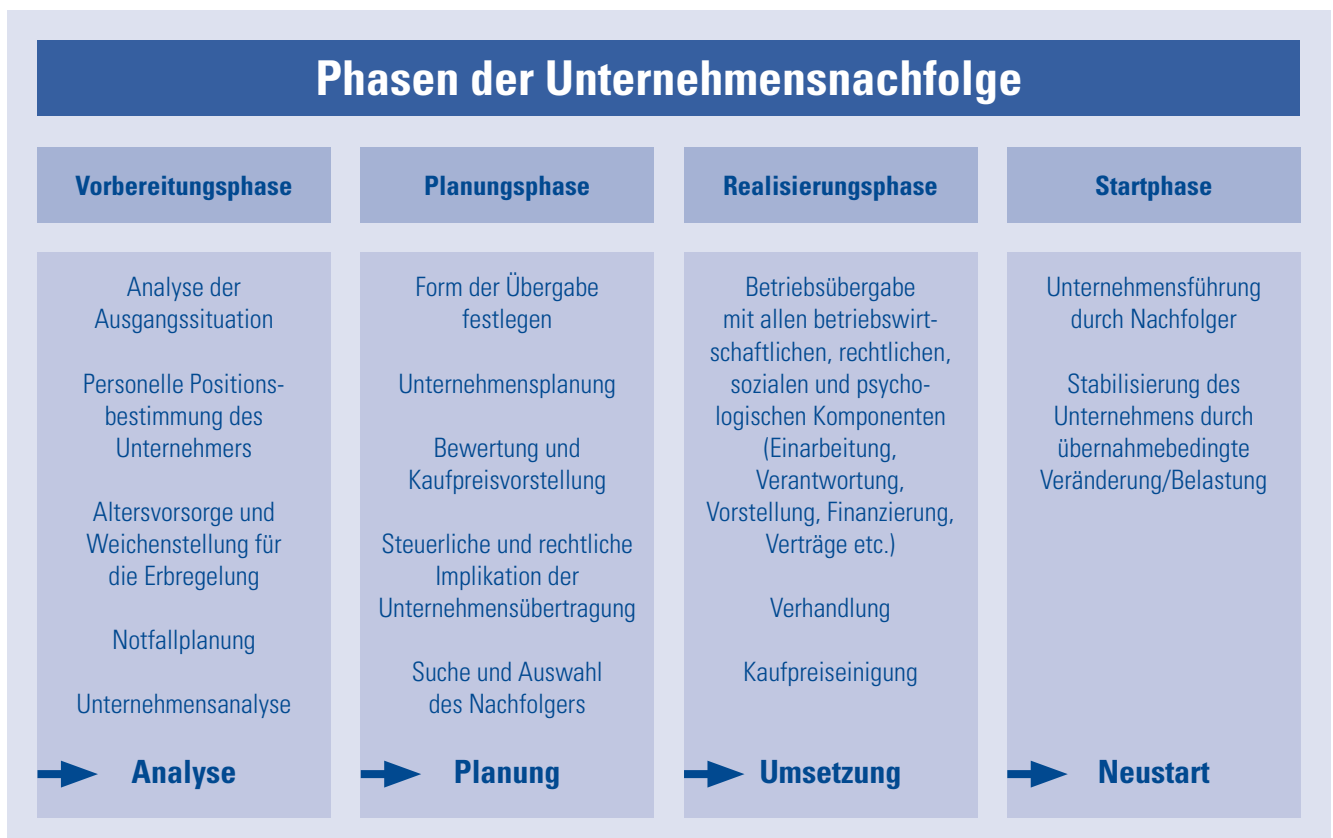 Phasen der Unternehmensnachfolge
Vorbereitungsphase
Analyse der
Ausgangssituation
Personelle Positions-
bestimmung des
Unternehmers
Altersvorsorge und
Weichenstellung für
die Erbregelung
Notfallplanung
Unternehmensanalyse
Analyse
Planungsphase
Form der Übergabe
festlegen
Unternehmensplanung
Bewertung und
Kaufpreisvorstellung
Steuerliche und rechtliche
Implikation der
Unternehmensübertragung
Suche und Auswahl
des Nachfolgers
Planung
Realisierungsphase
Betriebsübergabe
mit allen betriebswirt-
schaftlichen, rechtlichen,
sozialen und psycho-
logischen Komponenten
(Einarbeitung,
Verantwortung,
Vorstellung, Finanzierung,
Verträge etc.)
Verhandlung
Kaufpreiseinigung
Umsetzung
Startphase
Unternehmensführung
durch Nachfolger
Stabilisierung des
Unternehmens durch
übernahmebedingte
Veränderung/Belastung
Neustart